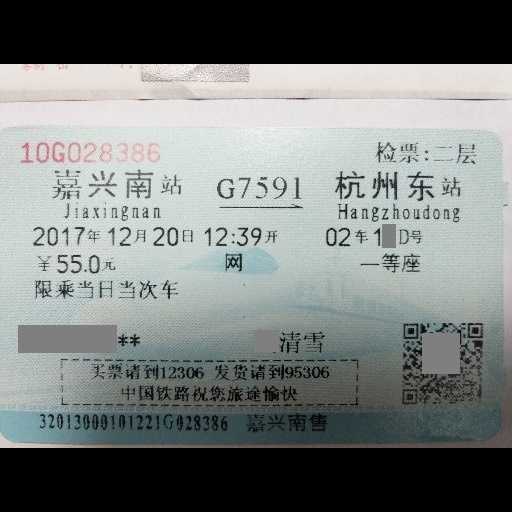 10G028386 检票:二层
嘉兴南站 G7591 杭州东站
Jiaxingnan Hangzhoudong
2017年12月20日12:39开 02车1 D号
￥55.0元 网 一等座
限乘当日当次车
** 清雪
买票请到12306 发货请到95306
中国铁路祝您旅途愉快
32013000101221G028386 嘉兴南售